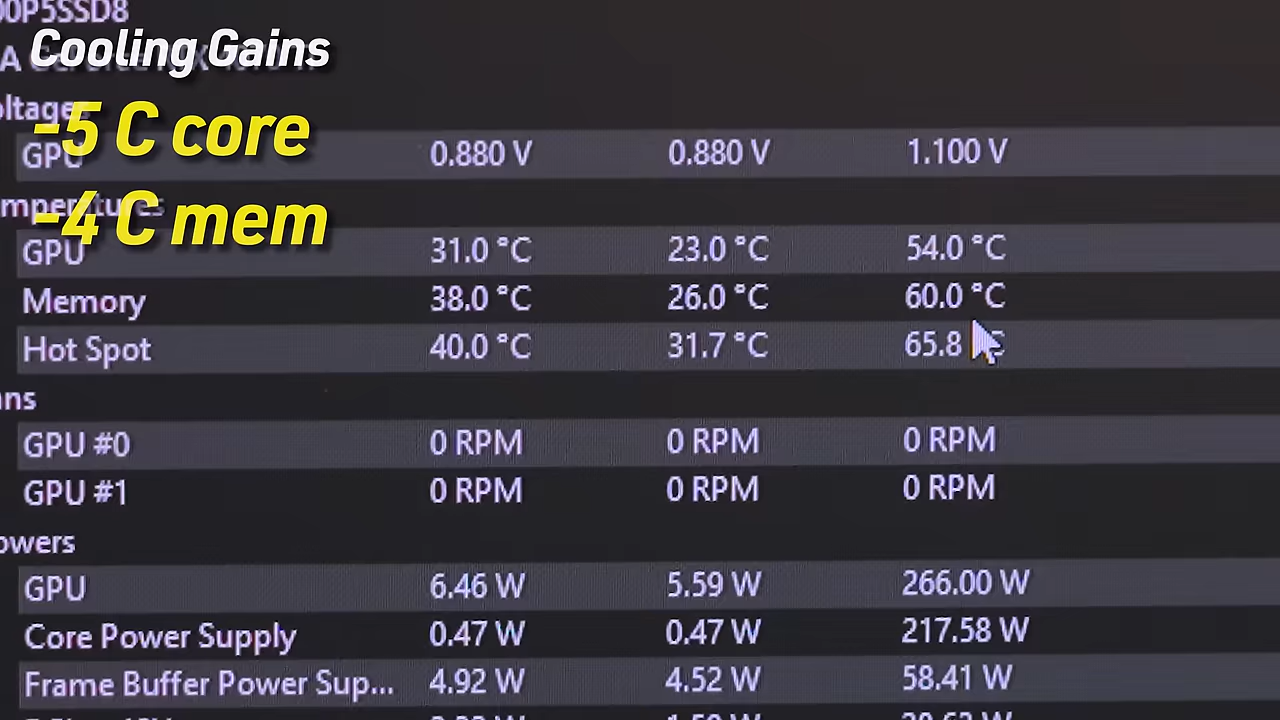 00P5SSD8
Cooling Gains
-5 C core
-4 C mem
GPU 0.880 V 0.880 V 1.100 V
GPU 31.0 °C 23.0 °C 54.0 °C
Memory 38.0 °C 26.0 °C 60.0 °C
Hot Spot 40.0 °C 31.7 °C 65.8
GPU #0 0 RPM 0 RPM 0 RPM
GPU #1 0 RPM 0 RPM 0 RPM
owers
GPU 6.46 W 5.59 W 266.00 W
Core Power Supply 0.47 W 0.47 W 217.58 W
Frame Buffer Power Sup... 4.92 W 4.52 W 58.41 W